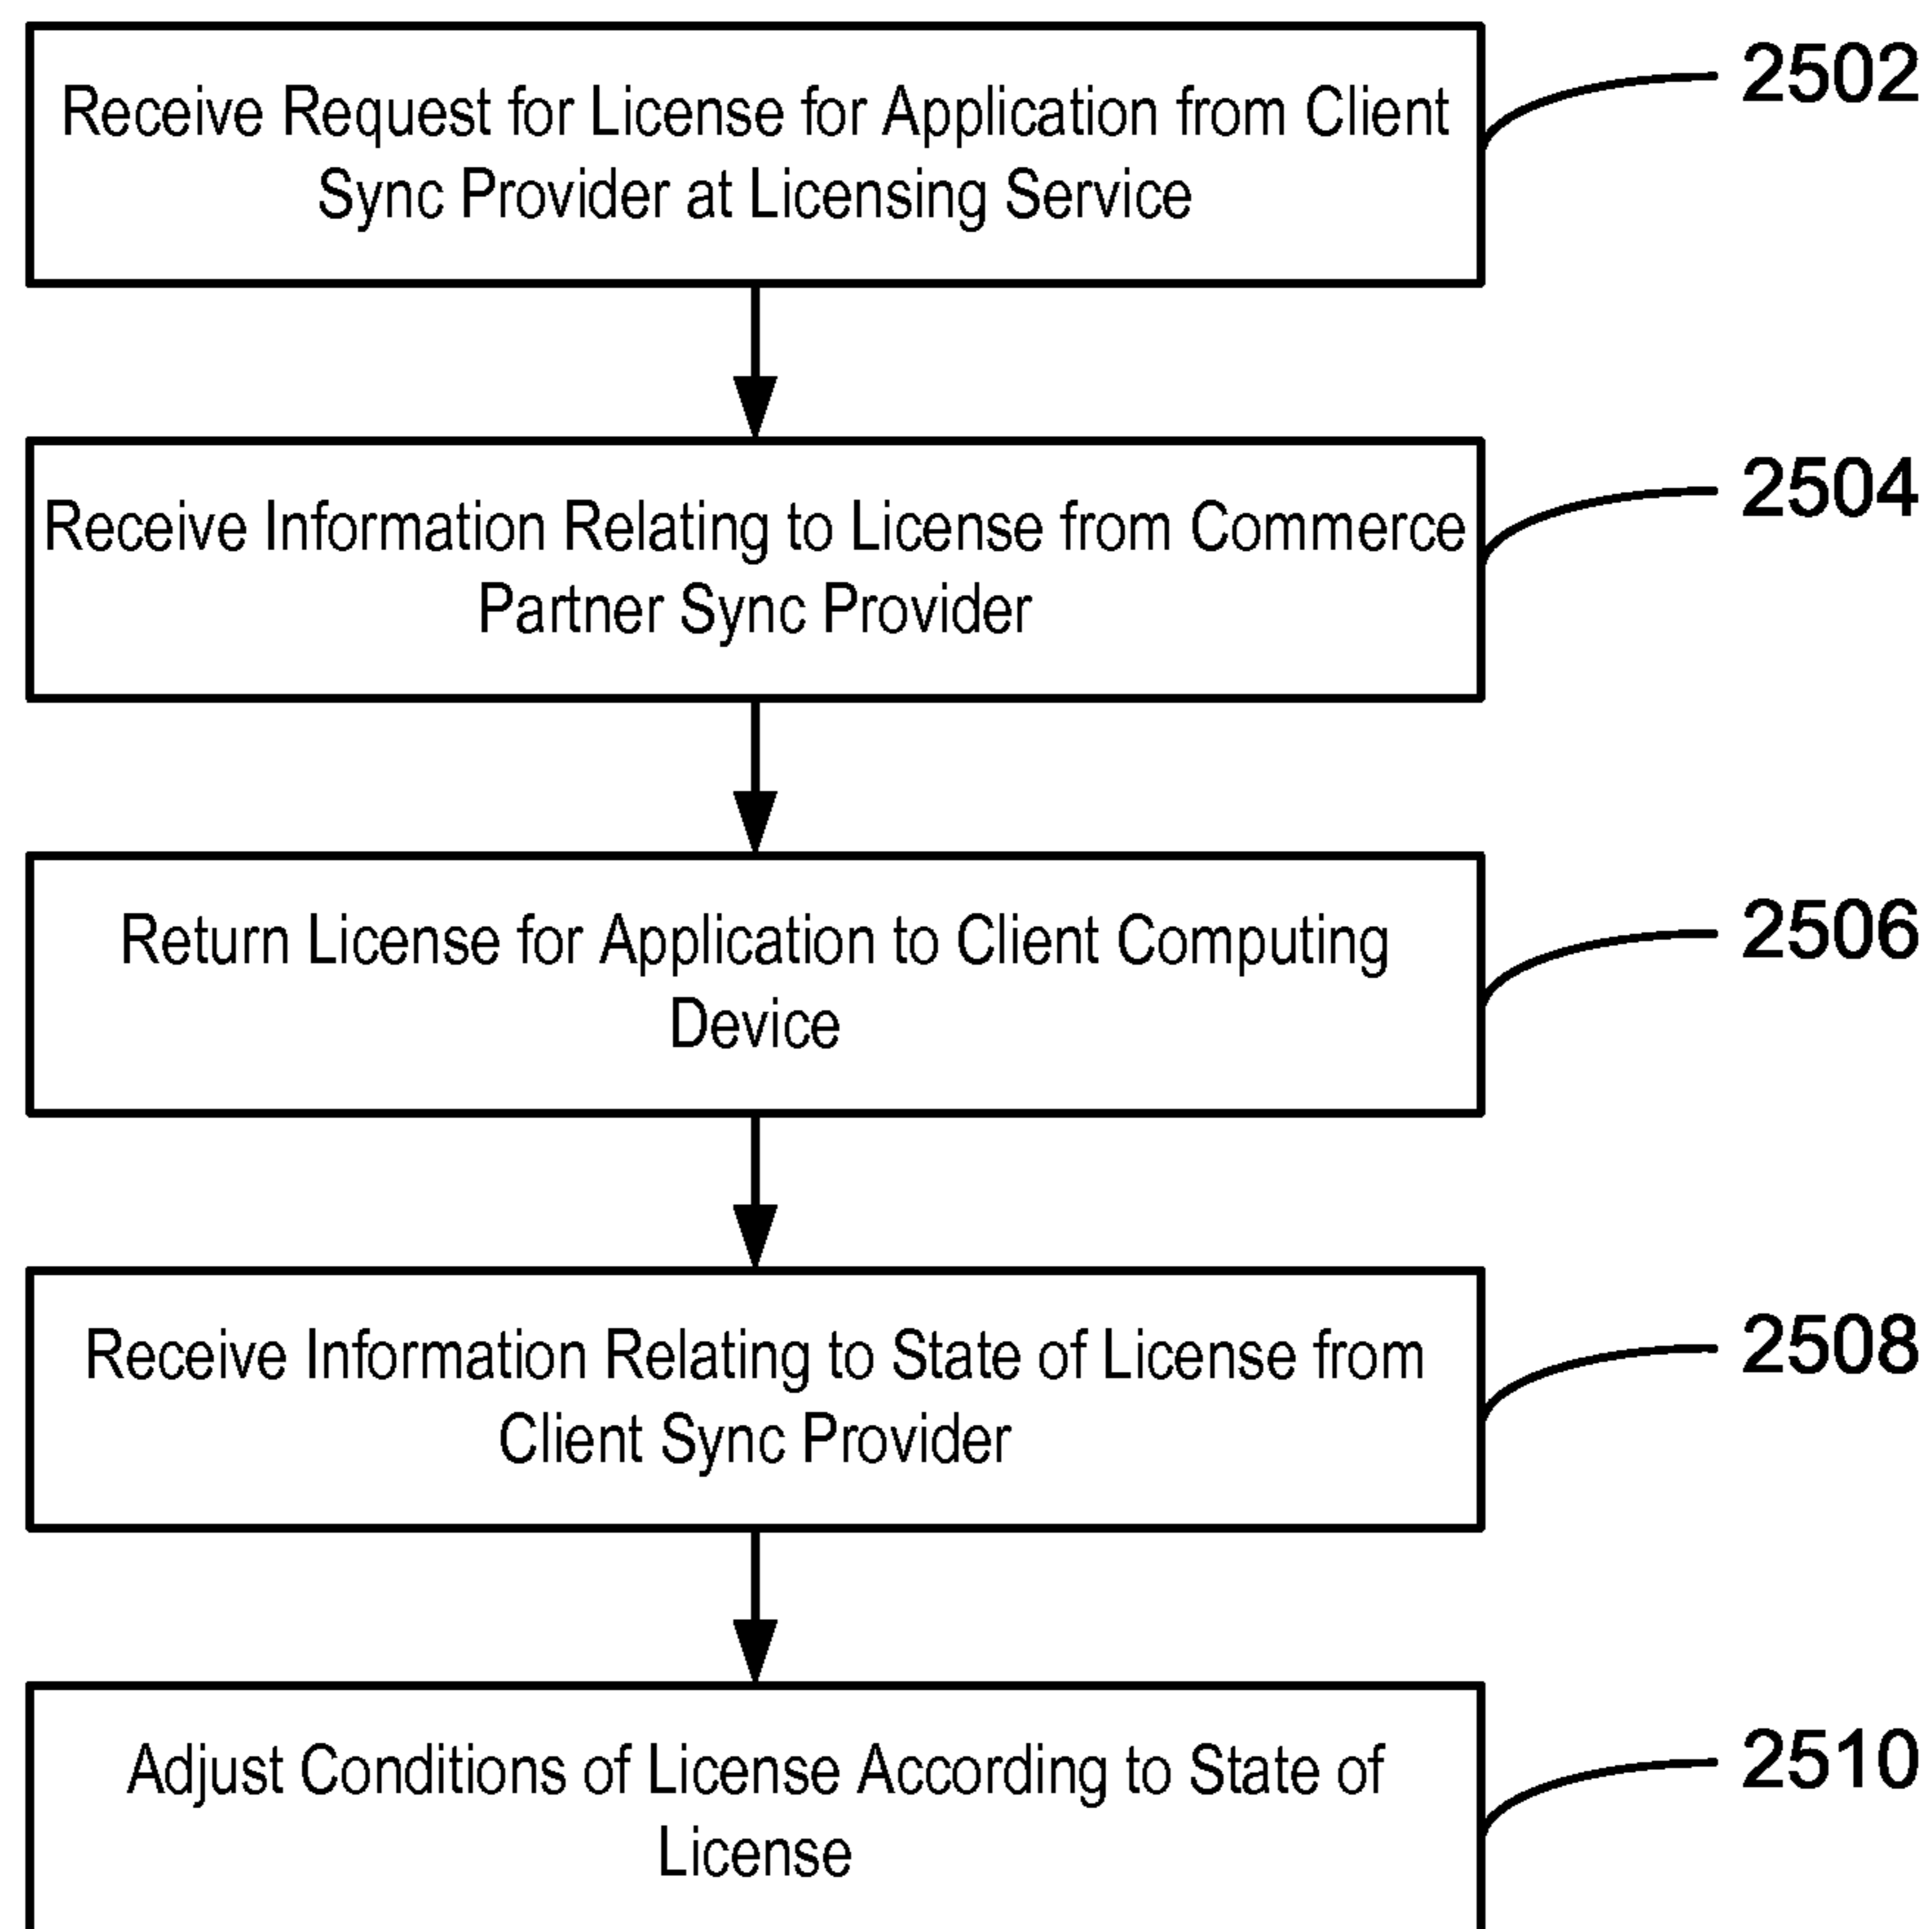 Receive Request for License for Application from Client
Sync Provider at Licensing Service
2502
Receive Information Relating to License from Commerce
Partner Sync Provider
2504
Return License for Application to Client Computing
Device
2506
Receive Information Relating to State of License from
Client Sync Provider
2508
Adjust Conditions of License According to State of
License
2510